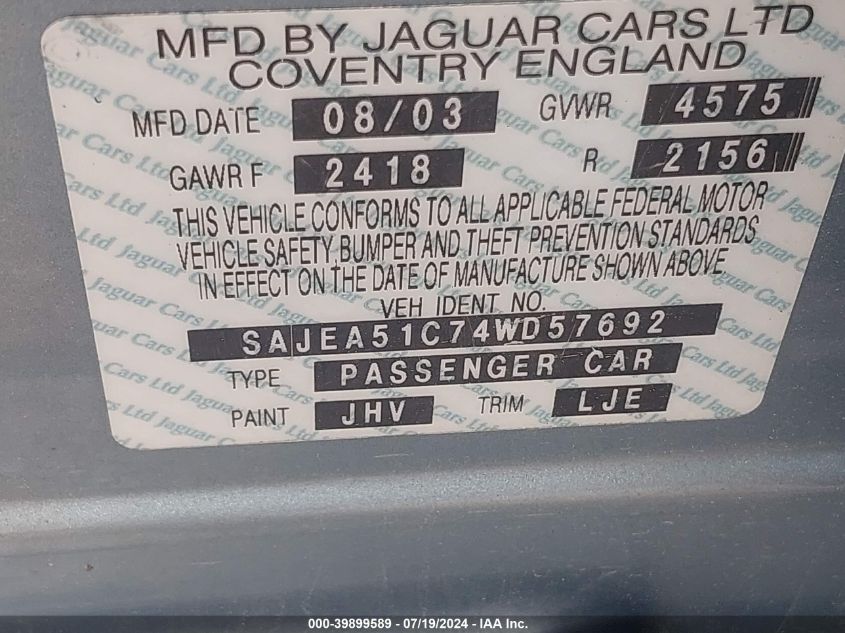 MFD BY JAGUAR CARS LTD
COVENTRY ENGLAND
MFD DATE 08/03 GVWR 4575
GAWR F 2418 R 2156
THIS VEHICLE CONFORMS TO ALL APPLICABLE FEDERAL MOTOR
VEHICLE SAFETY, BUMPER AND THEFT PREVENTION STANDARDS
IN EFFECT ON THE DATE OF MANUFACTURE SHOWN ABOVE.
VEH IDENT NO.
SAJEA51C74WD57692
TYPE PASSENGER CAR
PAINT JHV TRIM LJE
000-39899589 - 07/19/2024 - IAA Inc.